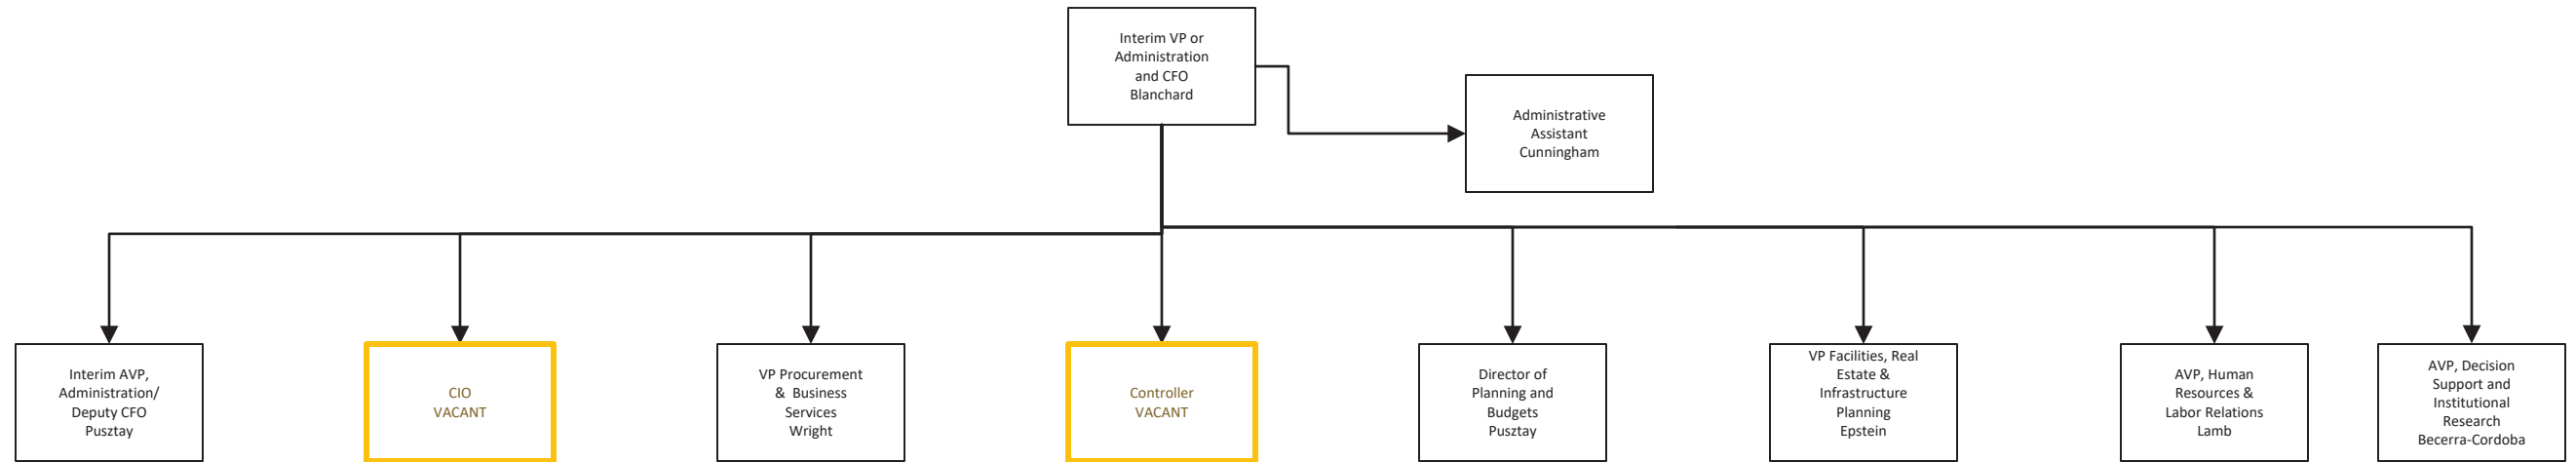 Interim VP or
Administration
and CFO
Blanchard
Administrative
Assistant
Cunningham
Interim AVP,
Administration/
Deputy CFO
Pusztay
CIO
VACANT
VP Procurement
& Business
Services
Wright
Controller
VACANT
Director of
Planning and
Budgets
Pusztay
VP Facilities, Real
Estate &
Infrastructure
Planning
Epstein
AVP, Human
Resources &
Labor Relations
Lamb
AVP, Decision
Support and
Institutional
Research
Becerra-Cordoba